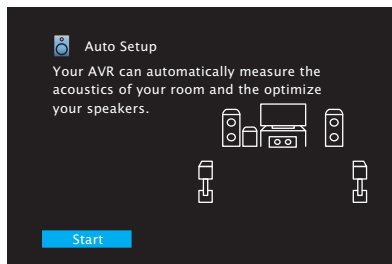 Auto Setup
Your AVR can automatically measure the
acoustics of your room and the optimize
your speakers.
Start